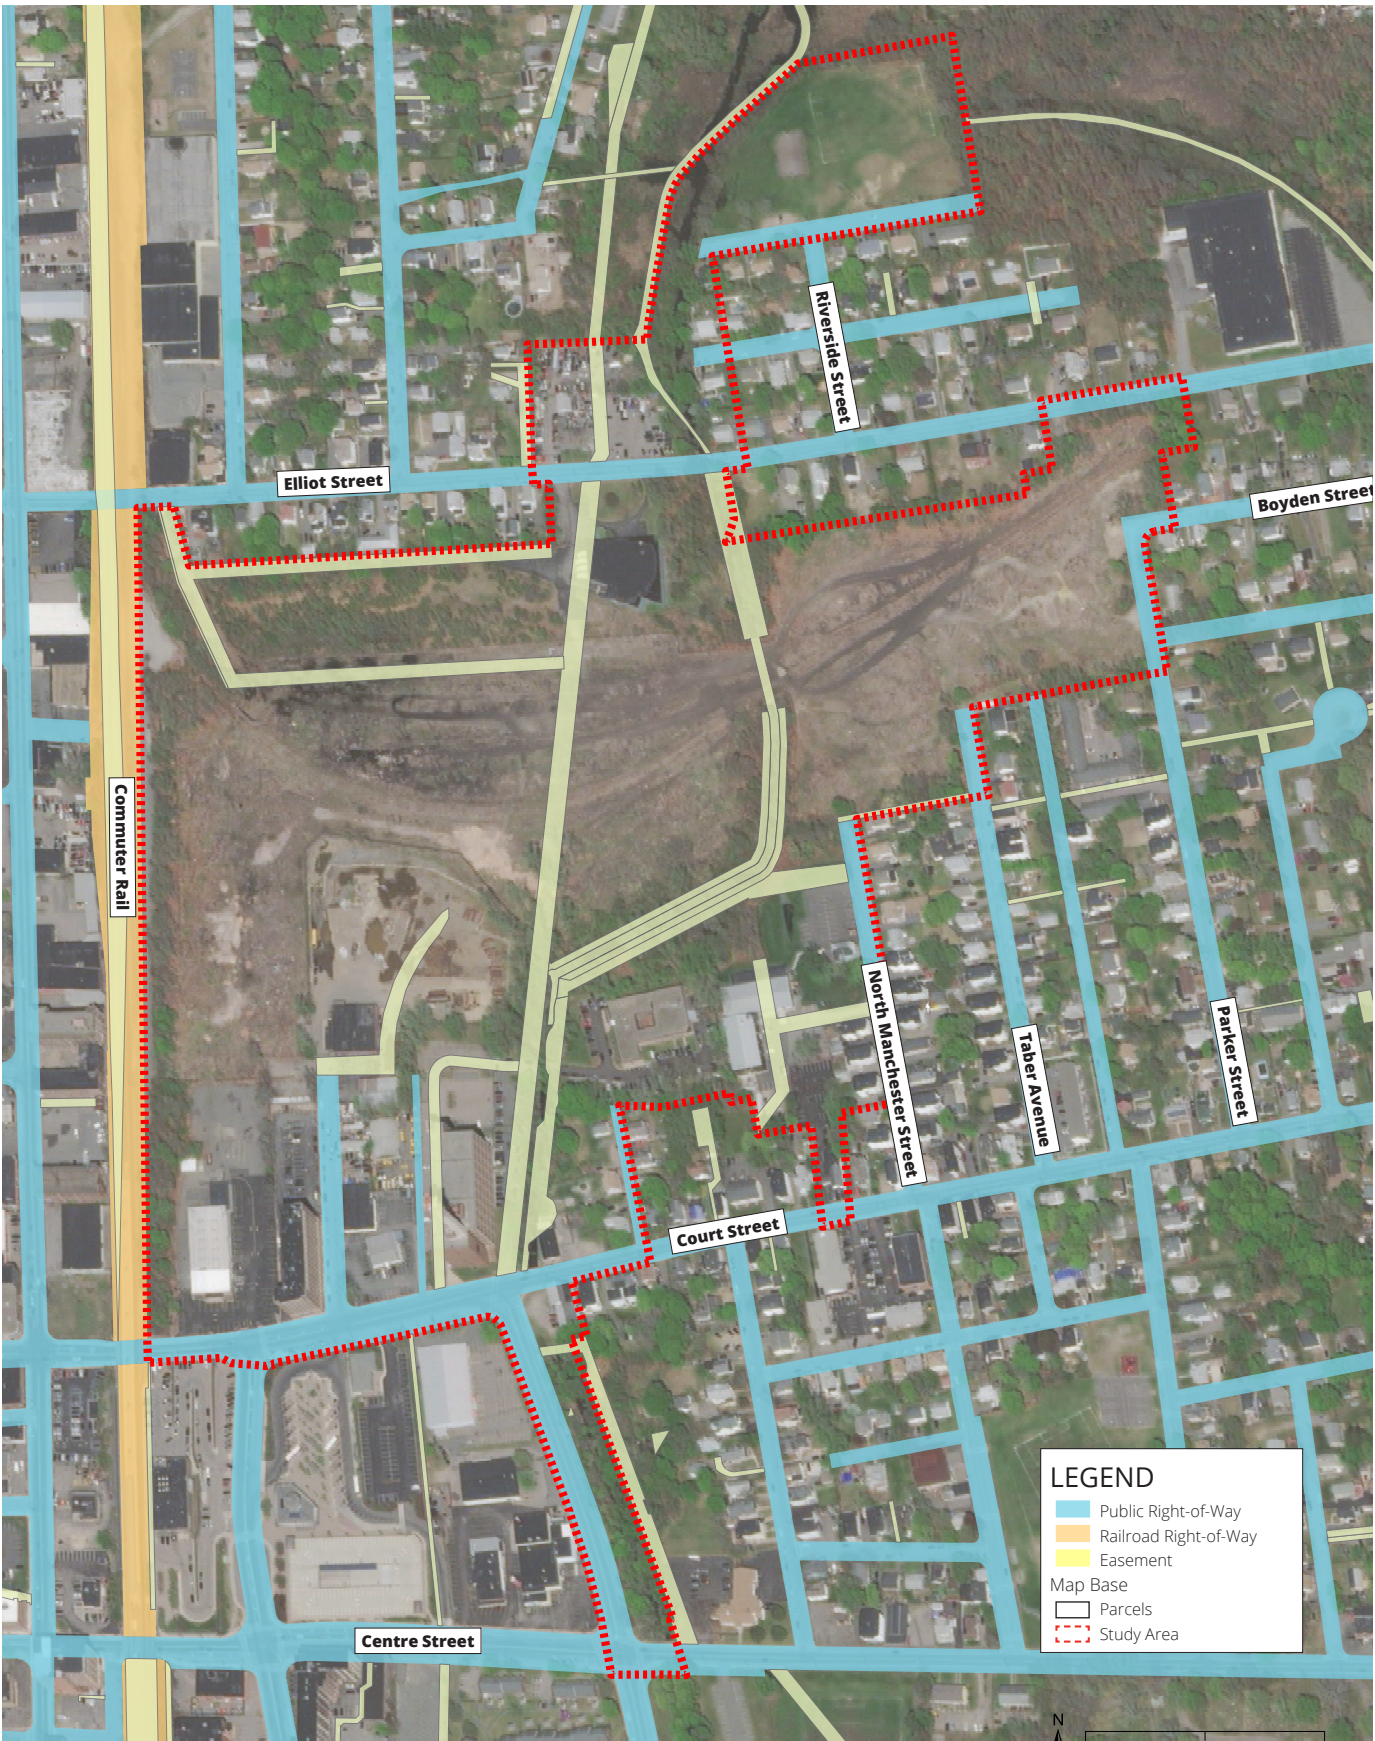 Riverside Street
Elliot Street
Boyden Street
Commuter Rail
North Manchester Street
Taber Avenue
Parker Street
Court Street
LEGEND
Public Right-of-Way
Railroad Right-of-Way
Easement
Map Base
Parcels
Study Area
Centre Street
N